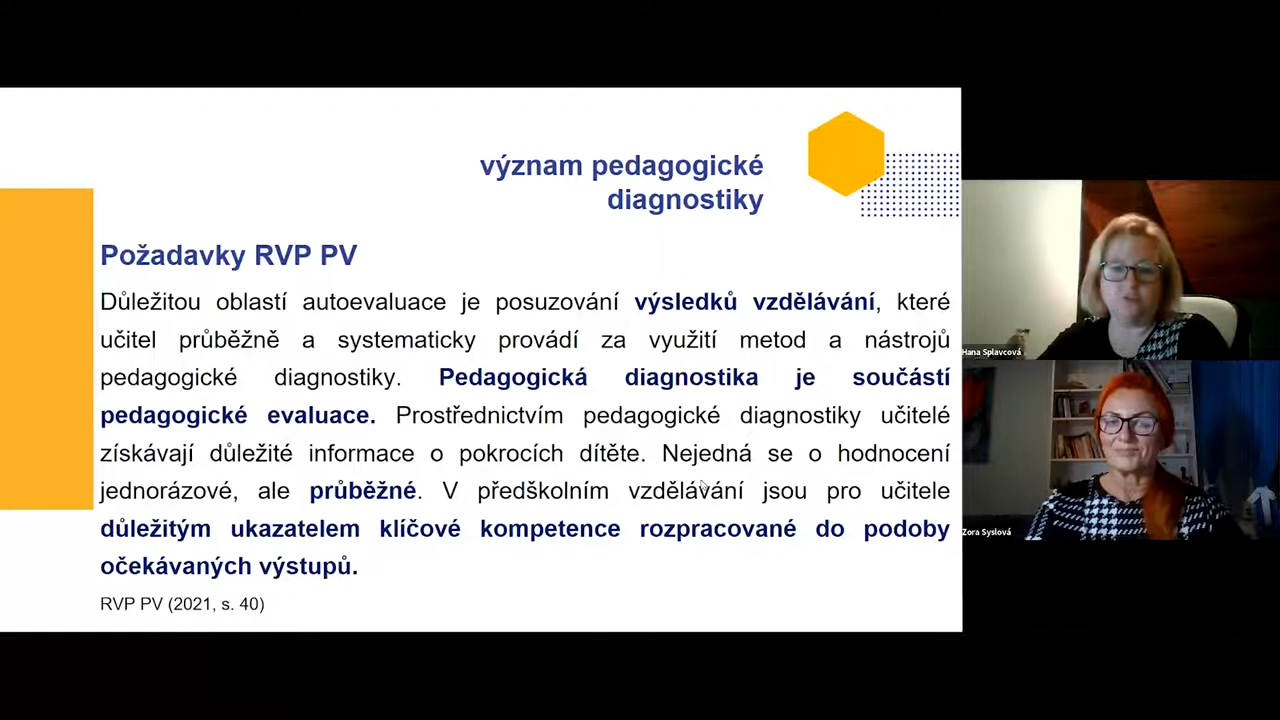 význam pedagogické
diagnostiky
Požadavky RVP PV
Důležitou oblastí autoevaluace je posuzování výsledků vzdělávání, které
učitel průběžně a systematicky provádí za využití metod a nástrojů
pedagogické diagnostiky. Pedagogická diagnostika je součástí
pedagogické evaluace. Prostřednictvím pedagogické diagnostiky učitelé
získávají důležité informace o pokrocích dítěte. Nejedná se o hodnocení
jednorázové, ale průběžné. V předškolním vzdělávání jsou pro učitele
důležitým ukazatelem klíčové kompetence rozpracované do podoby
očekávaných výstupů.
RVP PV (2021, s. 40)
Hana Splavcová
Zora Syslová